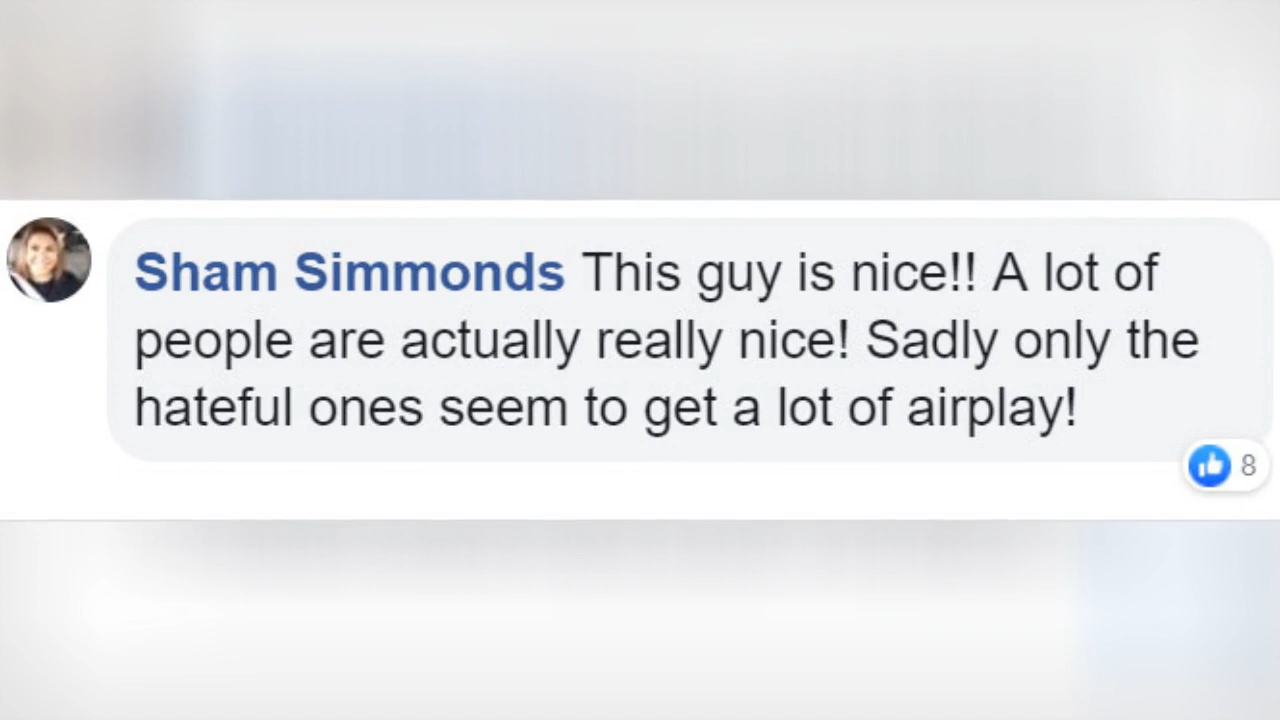 Sham Simmonds This guy is nice!! A lot of
people are actually really nice! Sadly only the
hateful ones seem to get a lot of airplay!
8